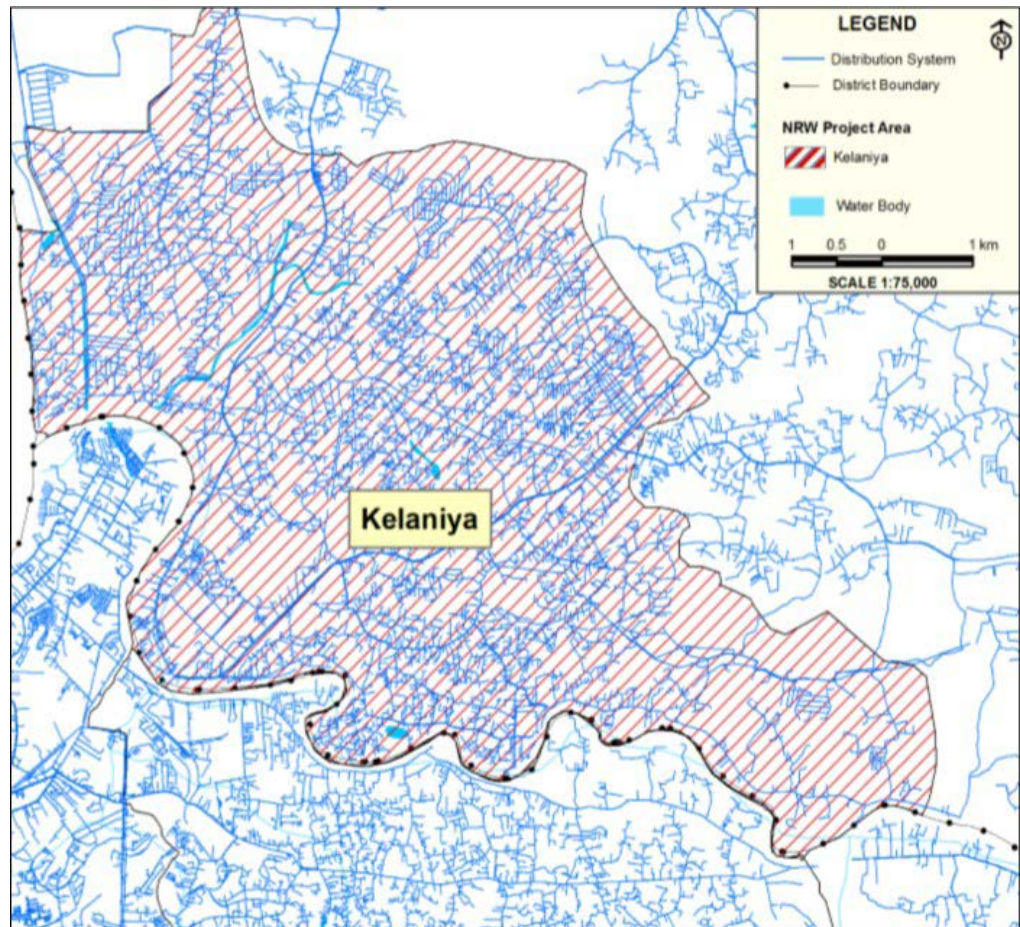 LEGEND
N
Distribution System
District Boundary
NRW Project Area
Kelaniya
Water Body
1 0.5 0 1 km
SCALE 1:75,000
Kelaniya